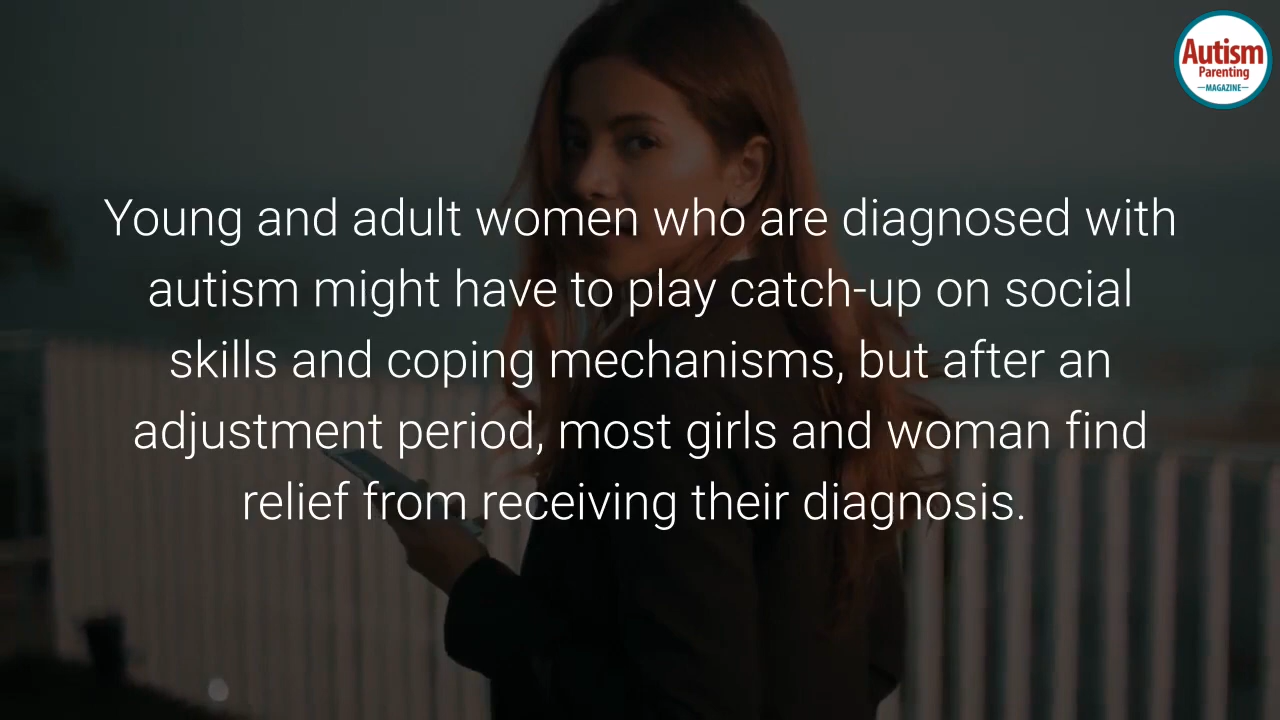 Autism
Parenting
—MAGAZINE—
Young and adult women who are diagnosed with
autism might have to play catch-up on social
skills and coping mechanisms, but after an
adjustment period, most girls and woman find
relief from receiving their diagnosis.